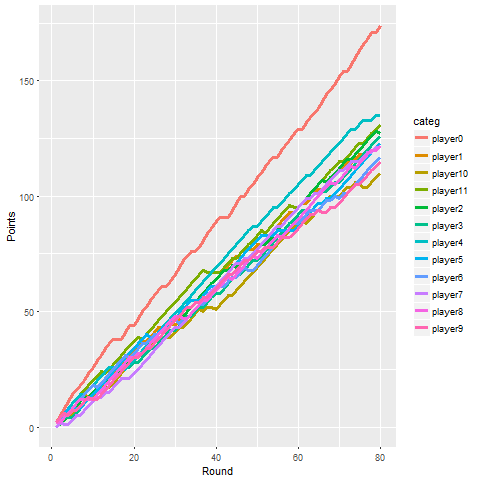 150
100
50
0
Points
0
20
40
60
80
Round
categ
player0
player1
player10
player11
player2
player3
player4
player5
player6
player7
player8
player9